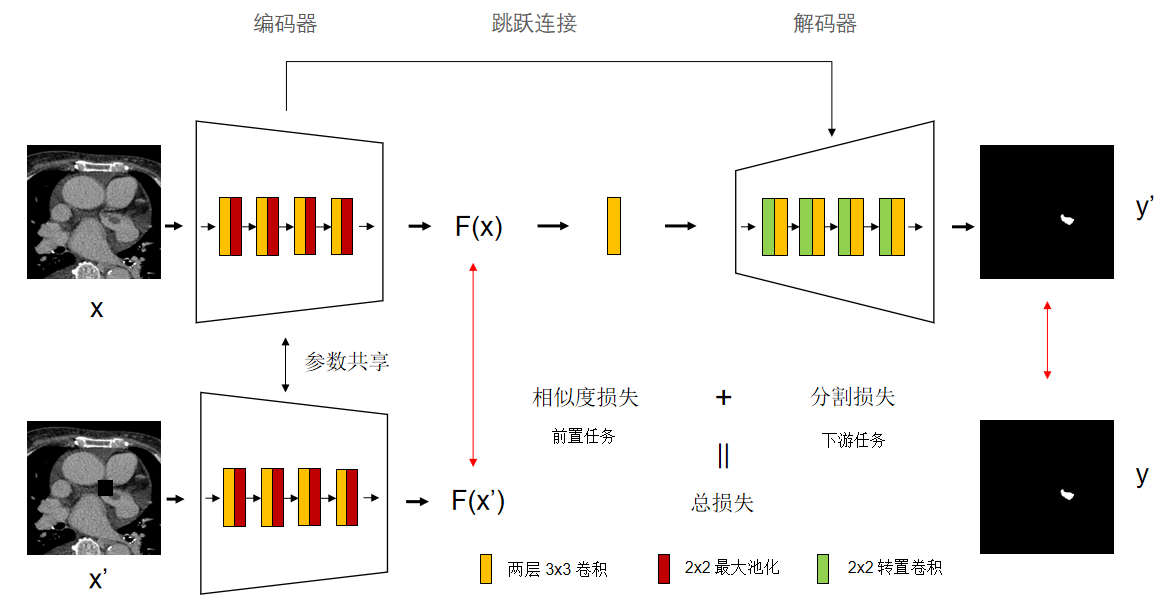 编码器
跳跃连接
解码器
x
F(x)
y’
参数共享
相似度损失
+
分割损失
前置任务
||
下游任务
总损失
x’
F(x’)
y
两层 3x3 卷积
2x2 最大池化
2x2 转置卷积